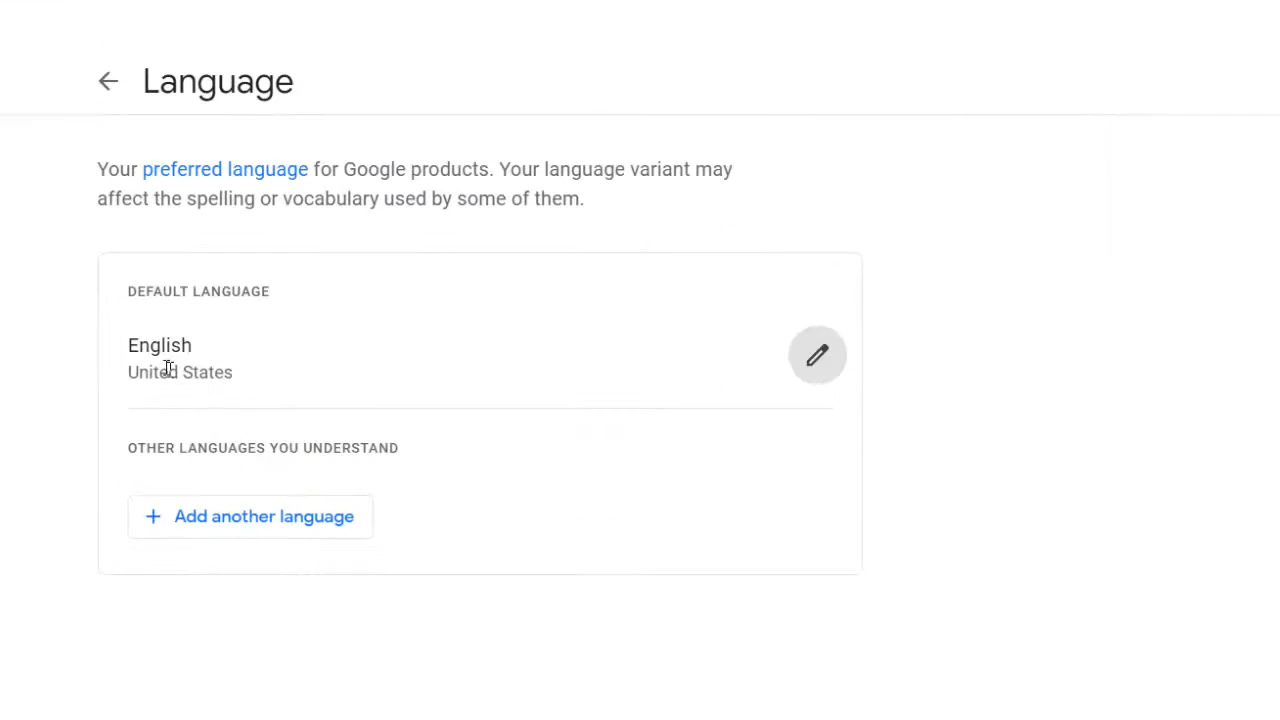 Language
Your preferred language for Google products. Your language variant may
affect the spelling or vocabulary used by some of them.
DEFAULT LANGUAGE
English
United States
OTHER LANGUAGES YOU UNDERSTAND
+ Add another language